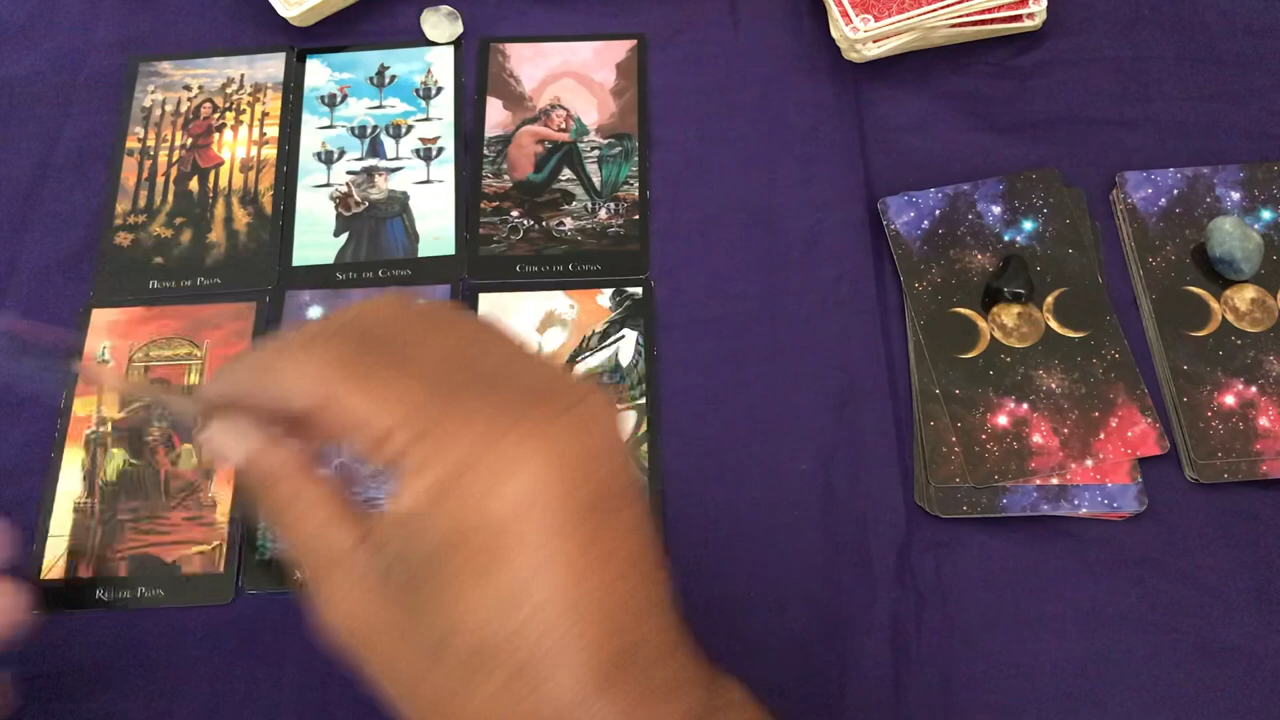 Nove de Paus
Sete de Copas
Cinco de Copas
Rei de Paus